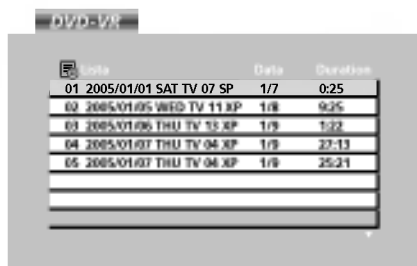 DVD-VR
Lista Data Duration
01 2005/01/01 SAT TV 07 SP 1/7 0:25
02 2005/01/05 WED TV 11 XP 1/8 9:25
03 2005/01/06 THU TV 13 XP 1/9 1:22
04 2005/01/07 THU TV 04 XP 1/9 27:13
05 2005/01/07 THU TV 04 XP 1/9 25:21